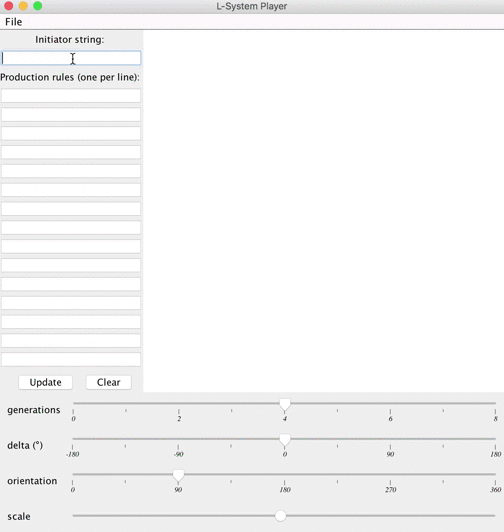 L-System Player
File
Initiator string:
Production rules (one per line):
Update Clear
generations
0 2 4 6 8
delta (°)
-180 -90 0 90 180
orientation
0 90 180 270 360
scale